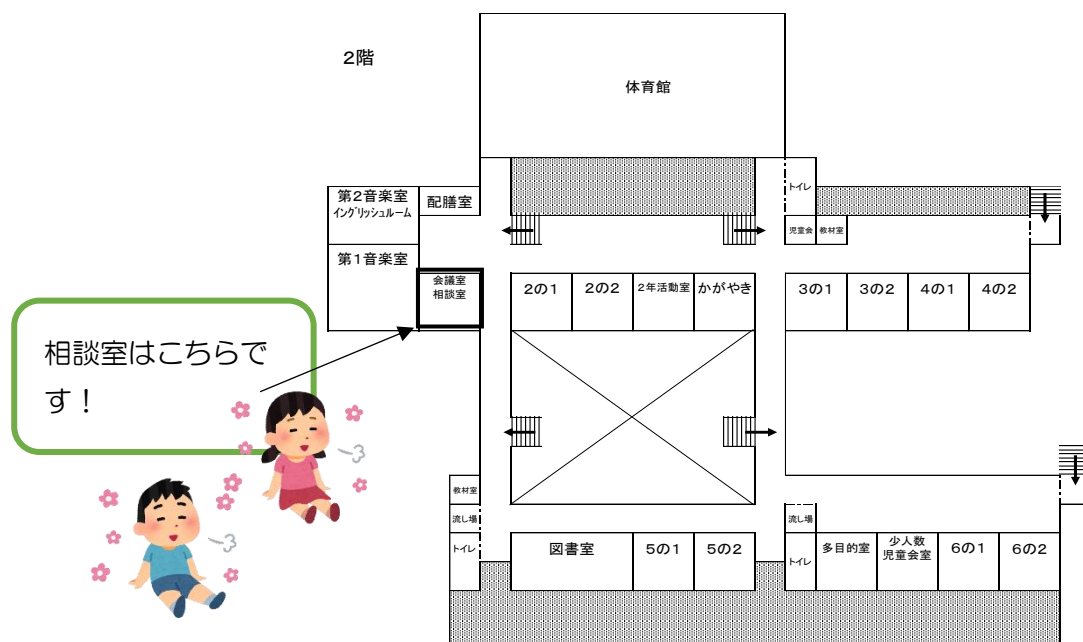 2階
体育館
第2音楽室
イングリッシュルーム
配膳室
トイレ
児童会
教材室
第1音楽室
会議室
相談室
2の1
2の2
2年活動室
かがやき
3の1
3の2
4の1
4の2
相談室はこちらで
す!
教材室
流し場
トイレ
図書室
5の1
5の2
流し場
トイレ
多目的室
少人数
児童会室
6の1
6の2